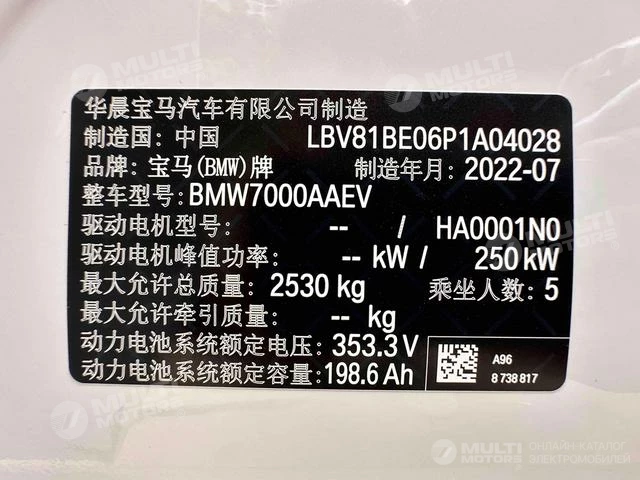 华晨宝马汽车有限公司制造
制造国: 中国 LBV81BE06P1A04028
品牌: 宝马(BMW)牌 制造年月: 2022-07
整车型号: BMW7000AAEV
驱动电机型号: -- / HA0001N0
驱动电机峰值功率: -- kW / 250 kW
最大允许总质量: 2530 kg 乘坐人数: 5
最大允许牵引质量: -- kg
动力电池系统额定电压: 353.3 V
动力电池系统额定容量: 198.6 Ah
A96
8 738 817
MULTI MOTORS
ОНЛАЙН-КАТАЛОГ
ЭЛЕКТРОМОБИЛЕЙ